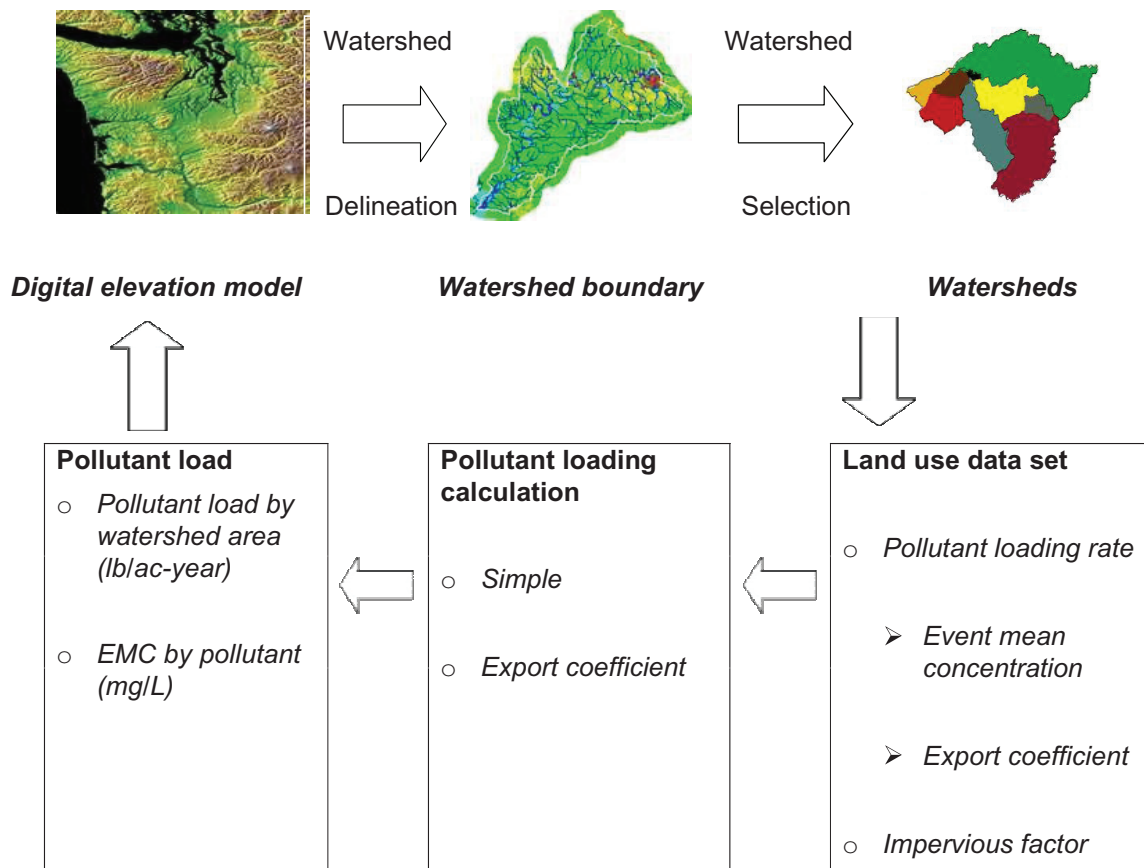 Watershed
Delineation
Watershed
Selection
Digital elevation model
Watershed boundary
Watersheds
Pollutant load
o Pollutant load by
watershed area
(lb/ac-year)
o EMC by pollutant
(mg/L)
Pollutant loading
calculation
o Simple
o Export coefficient
Land use data set
o Pollutant loading rate
➢ Event mean
concentration
➢ Export coefficient
o Impervious factor